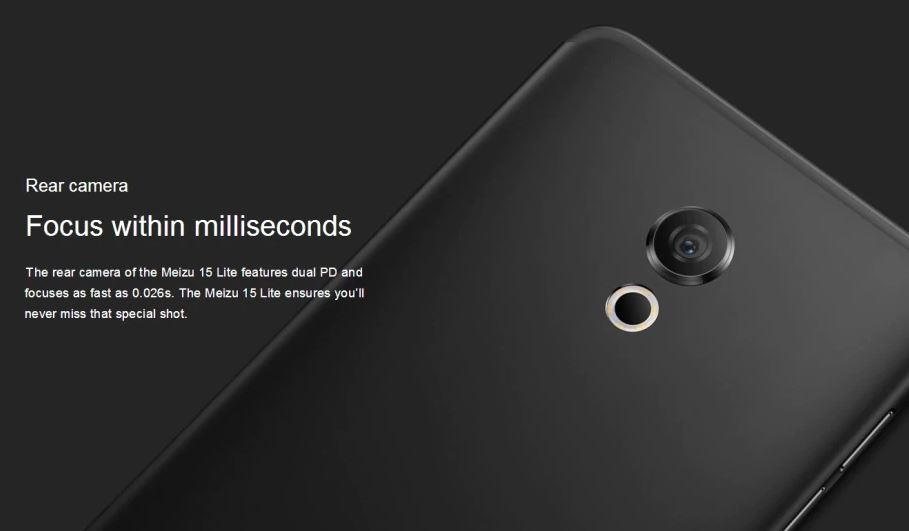 Rear camera
Focus within milliseconds
The rear camera of the Meizu 15 Lite features dual PD and
focuses as fast as 0.026s. The Meizu 15 Lite ensures you'll
never miss that special shot.